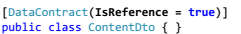 [DataContract(IsReference = true)]
public class ContentDto { }